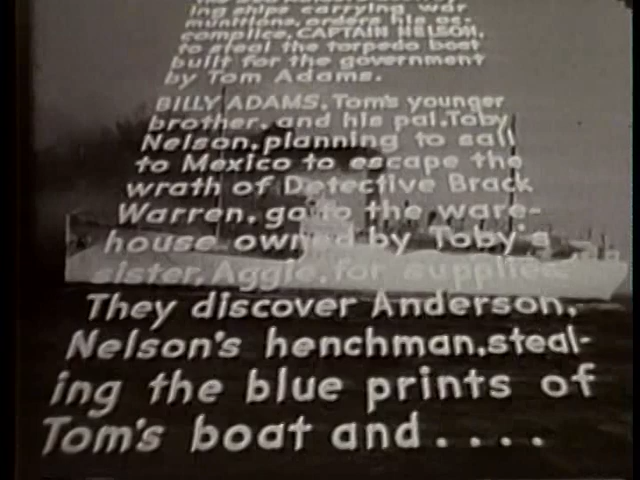 ing ships carrying war
munitions, orders his ac-
complice, CAPTAIN NELSON,
to steal the torpedo boat
built for the government
by Tom Adams.
BILLY ADAMS, Tom's younger
brother, and his pal, Toby
Nelson, planning to sail
to Mexico to escape the
wrath of Detective Brack
Warren, go to the ware-
house owned by Toby's
sister, Aggie, for supplies.
They discover Anderson,
Nelson's henchman, steal-
ing the blue prints of
Tom's boat and . . . .